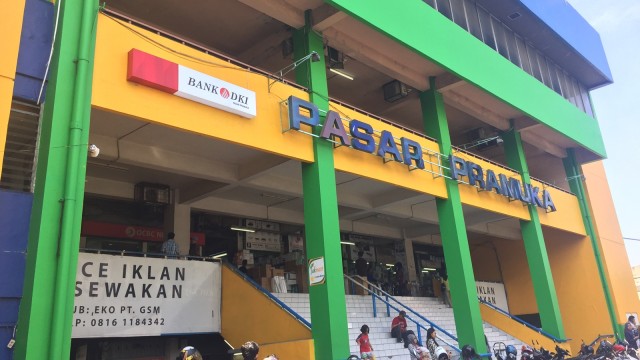 BANK DKI
PASAR PRAMUKA
CE IKLAN
SEWAKAN
UB:,EKO PT. GSM
P : 0816 1184342